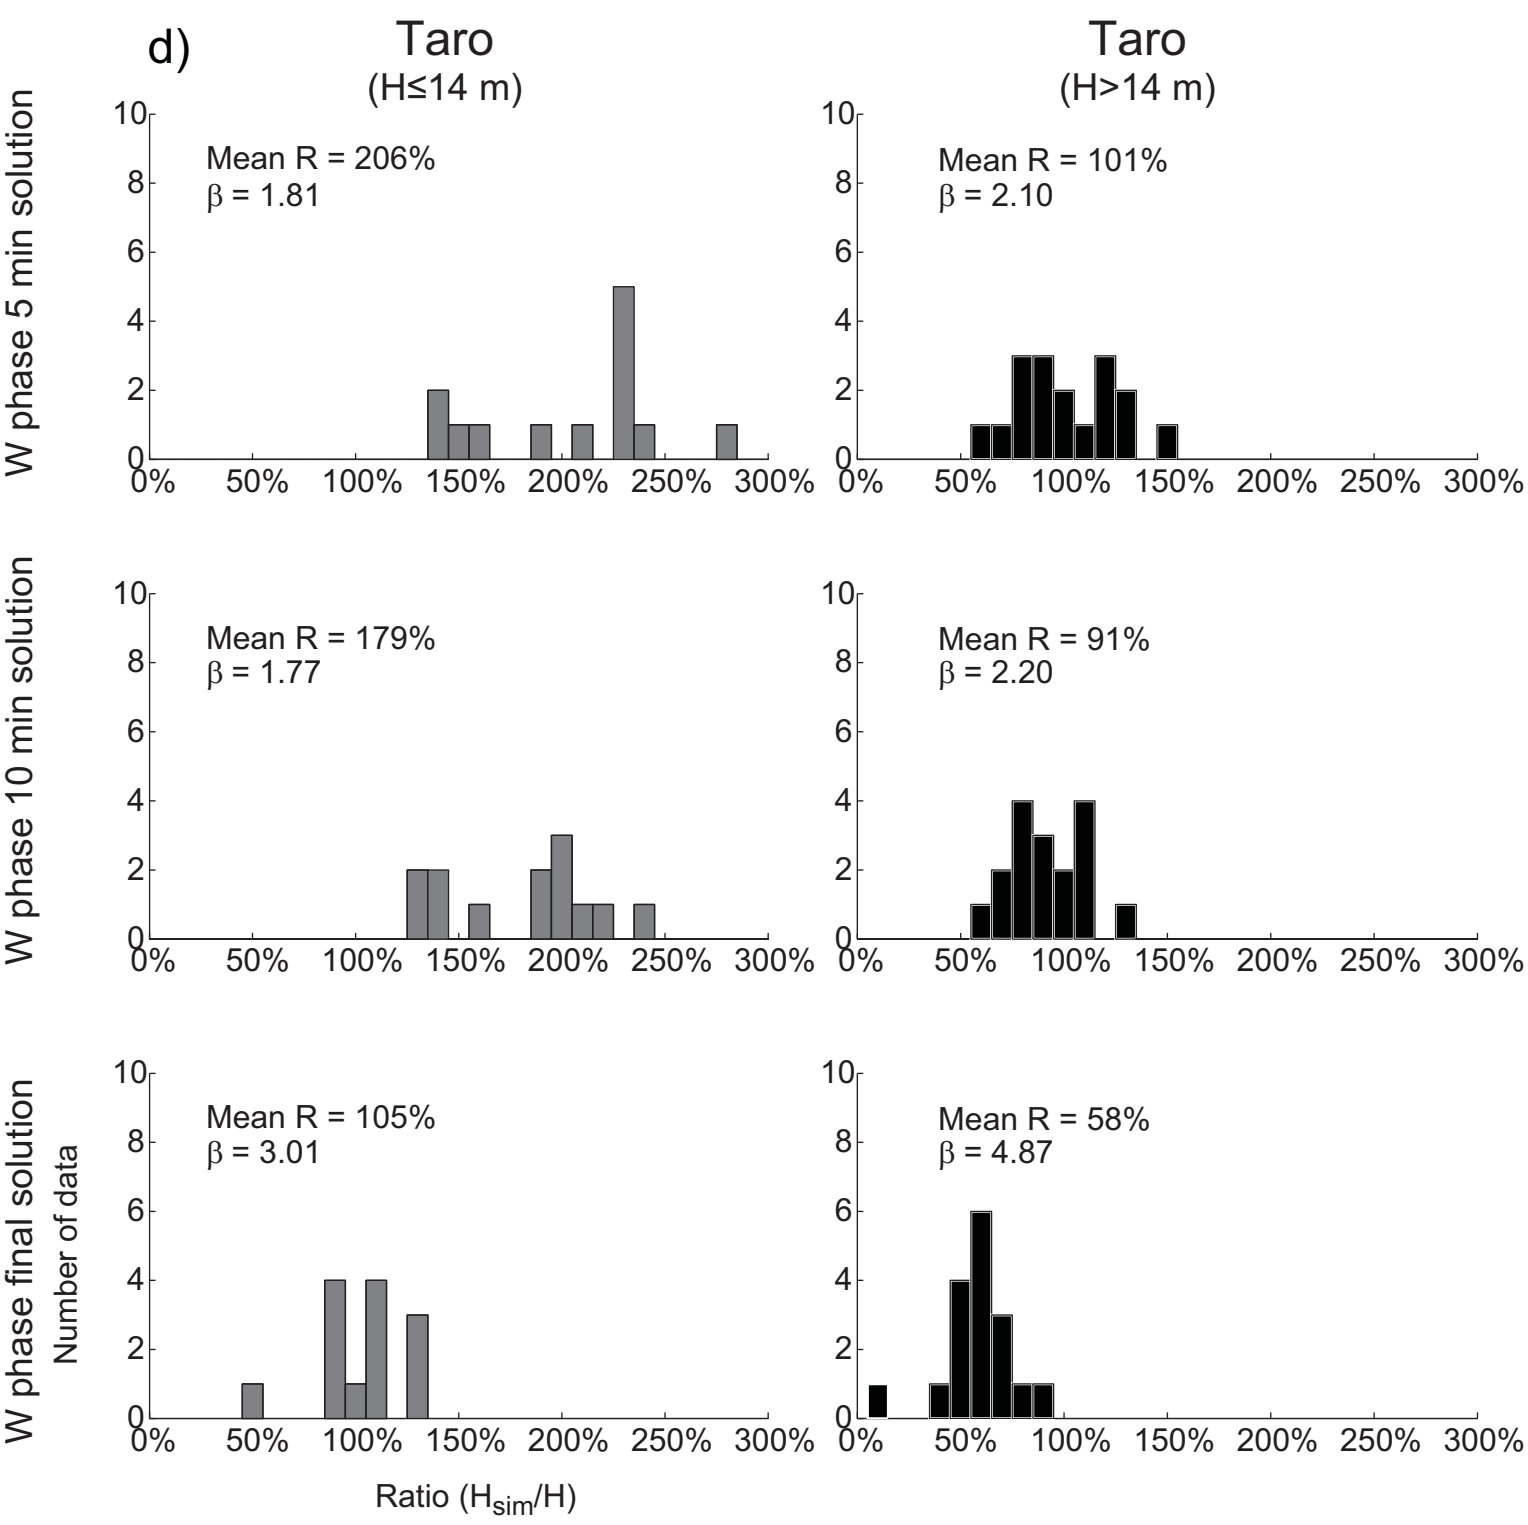 d)
Taro
(H≤14 m)
Taro
(H>14 m)
W phase 5 min solution
10
8
6
4
2
0
Mean R = 206%
β = 1.81
0% 50% 100% 150% 200% 250% 300%
10
8
6
4
2
0
Mean R = 101%
β = 2.10
0% 50% 100% 150% 200% 250% 300%
W phase 10 min solution
10
8
6
4
2
0
Mean R = 179%
β = 1.77
0% 50% 100% 150% 200% 250% 300%
10
8
6
4
2
0
Mean R = 91%
β = 2.20
0% 50% 100% 150% 200% 250% 300%
W phase final solution
Number of data
10
8
6
4
2
0
Mean R = 105%
β = 3.01
0% 50% 100% 150% 200% 250% 300%
Ratio (Hsim/H)
10
8
6
4
2
0
Mean R = 58%
β = 4.87
0% 50% 100% 150% 200% 250% 300%